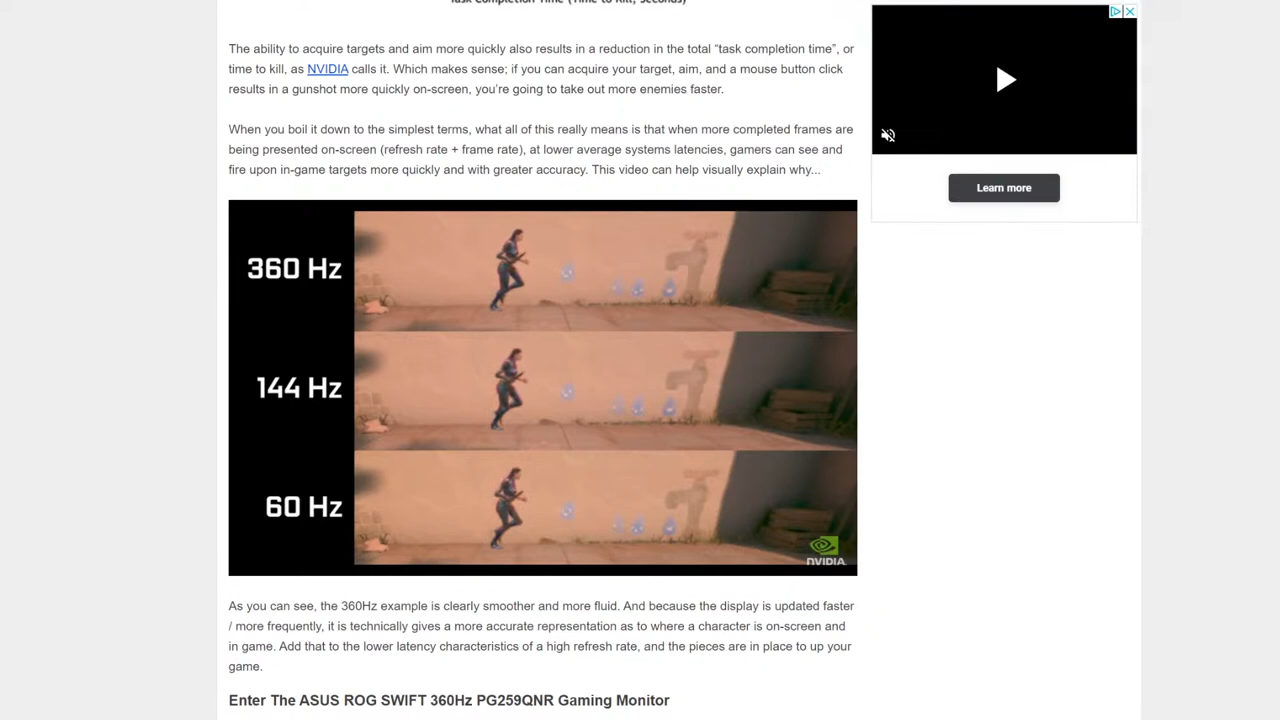 Task Completion Time (Time to Kill, Seconds)
The ability to acquire targets and aim more quickly also results in a reduction in the total “task completion time”, or
time to kill, as NVIDIA calls it. Which makes sense; if you can acquire your target, aim, and a mouse button click
results in a gunshot more quickly on-screen, you’re going to take out more enemies faster.
When you boil it down to the simplest terms, what all of this really means is that when more completed frames are
being presented on-screen (refresh rate + frame rate), at lower average systems latencies, gamers can see and
fire upon in-game targets more quickly and with greater accuracy. This video can help visually explain why...
Learn more
360 Hz
144 Hz
60 Hz
NVIDIA
As you can see, the 360Hz example is clearly smoother and more fluid. And because the display is updated faster
/ more frequently, it is technically gives a more accurate representation as to where a character is on-screen and
in game. Add that to the lower latency characteristics of a high refresh rate, and the pieces are in place to up your
game.
Enter The ASUS ROG SWIFT 360Hz PG259QNR Gaming Monitor